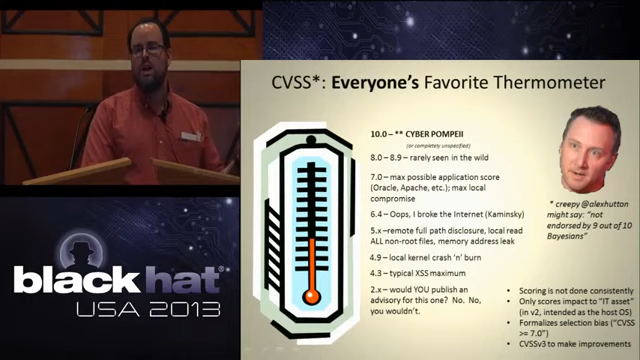 CVSS*: Everyone's Favorite Thermometer
10.0 – ** CYBER POMPEII
(or completely unspecified)
8.0 – 8.9 – rarely seen in the wild
7.0 – max possible application score
(Oracle, Apache, etc.); max local
compromise
6.4 – Oops, I broke the Internet (Kaminsky)
5.x –remote full path disclosure, local read
ALL non-root files, memory address leak
4.9 – local kernel crash 'n' burn
4.3 – typical XSS maximum
2.x – would YOU publish an
advisory for this one? No. No,
you wouldn't.
* creepy @alexhutton
might say: "not
endorsed by 9 out of 10
Bayesians"
• Scoring is not done consistently
• Only scores impact to "IT asset"
(in v2, intended as the host OS)
• Formalizes selection bias ("CVSS
>= 7.0")
• CVSSv3 to make improvements
black hat
USA 2013